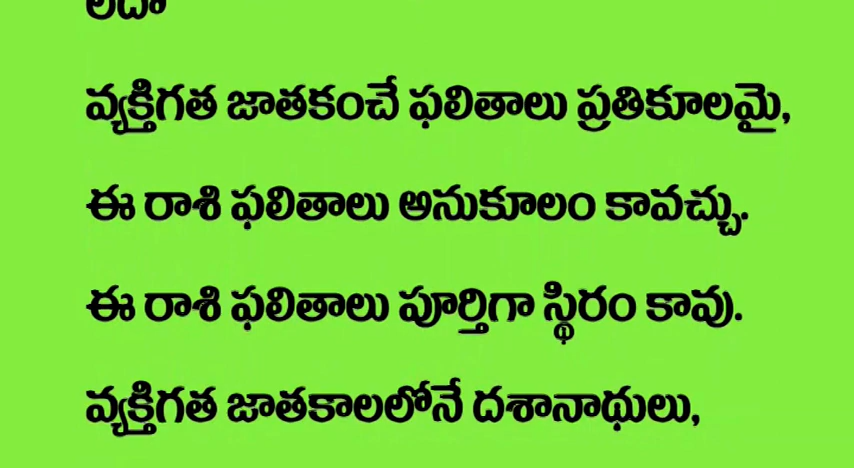 లేదా
వ్యక్తిగత జాతకంచే ఫలితాలు ప్రతికూలమై,
ఈ రాశి ఫలితాలు అనుకూలం కావచ్చు.
ఈ రాశి ఫలితాలు పూర్తిగా స్థిరం కావు.
వ్యక్తిగత జాతకాలలోనే దశానాథులు,